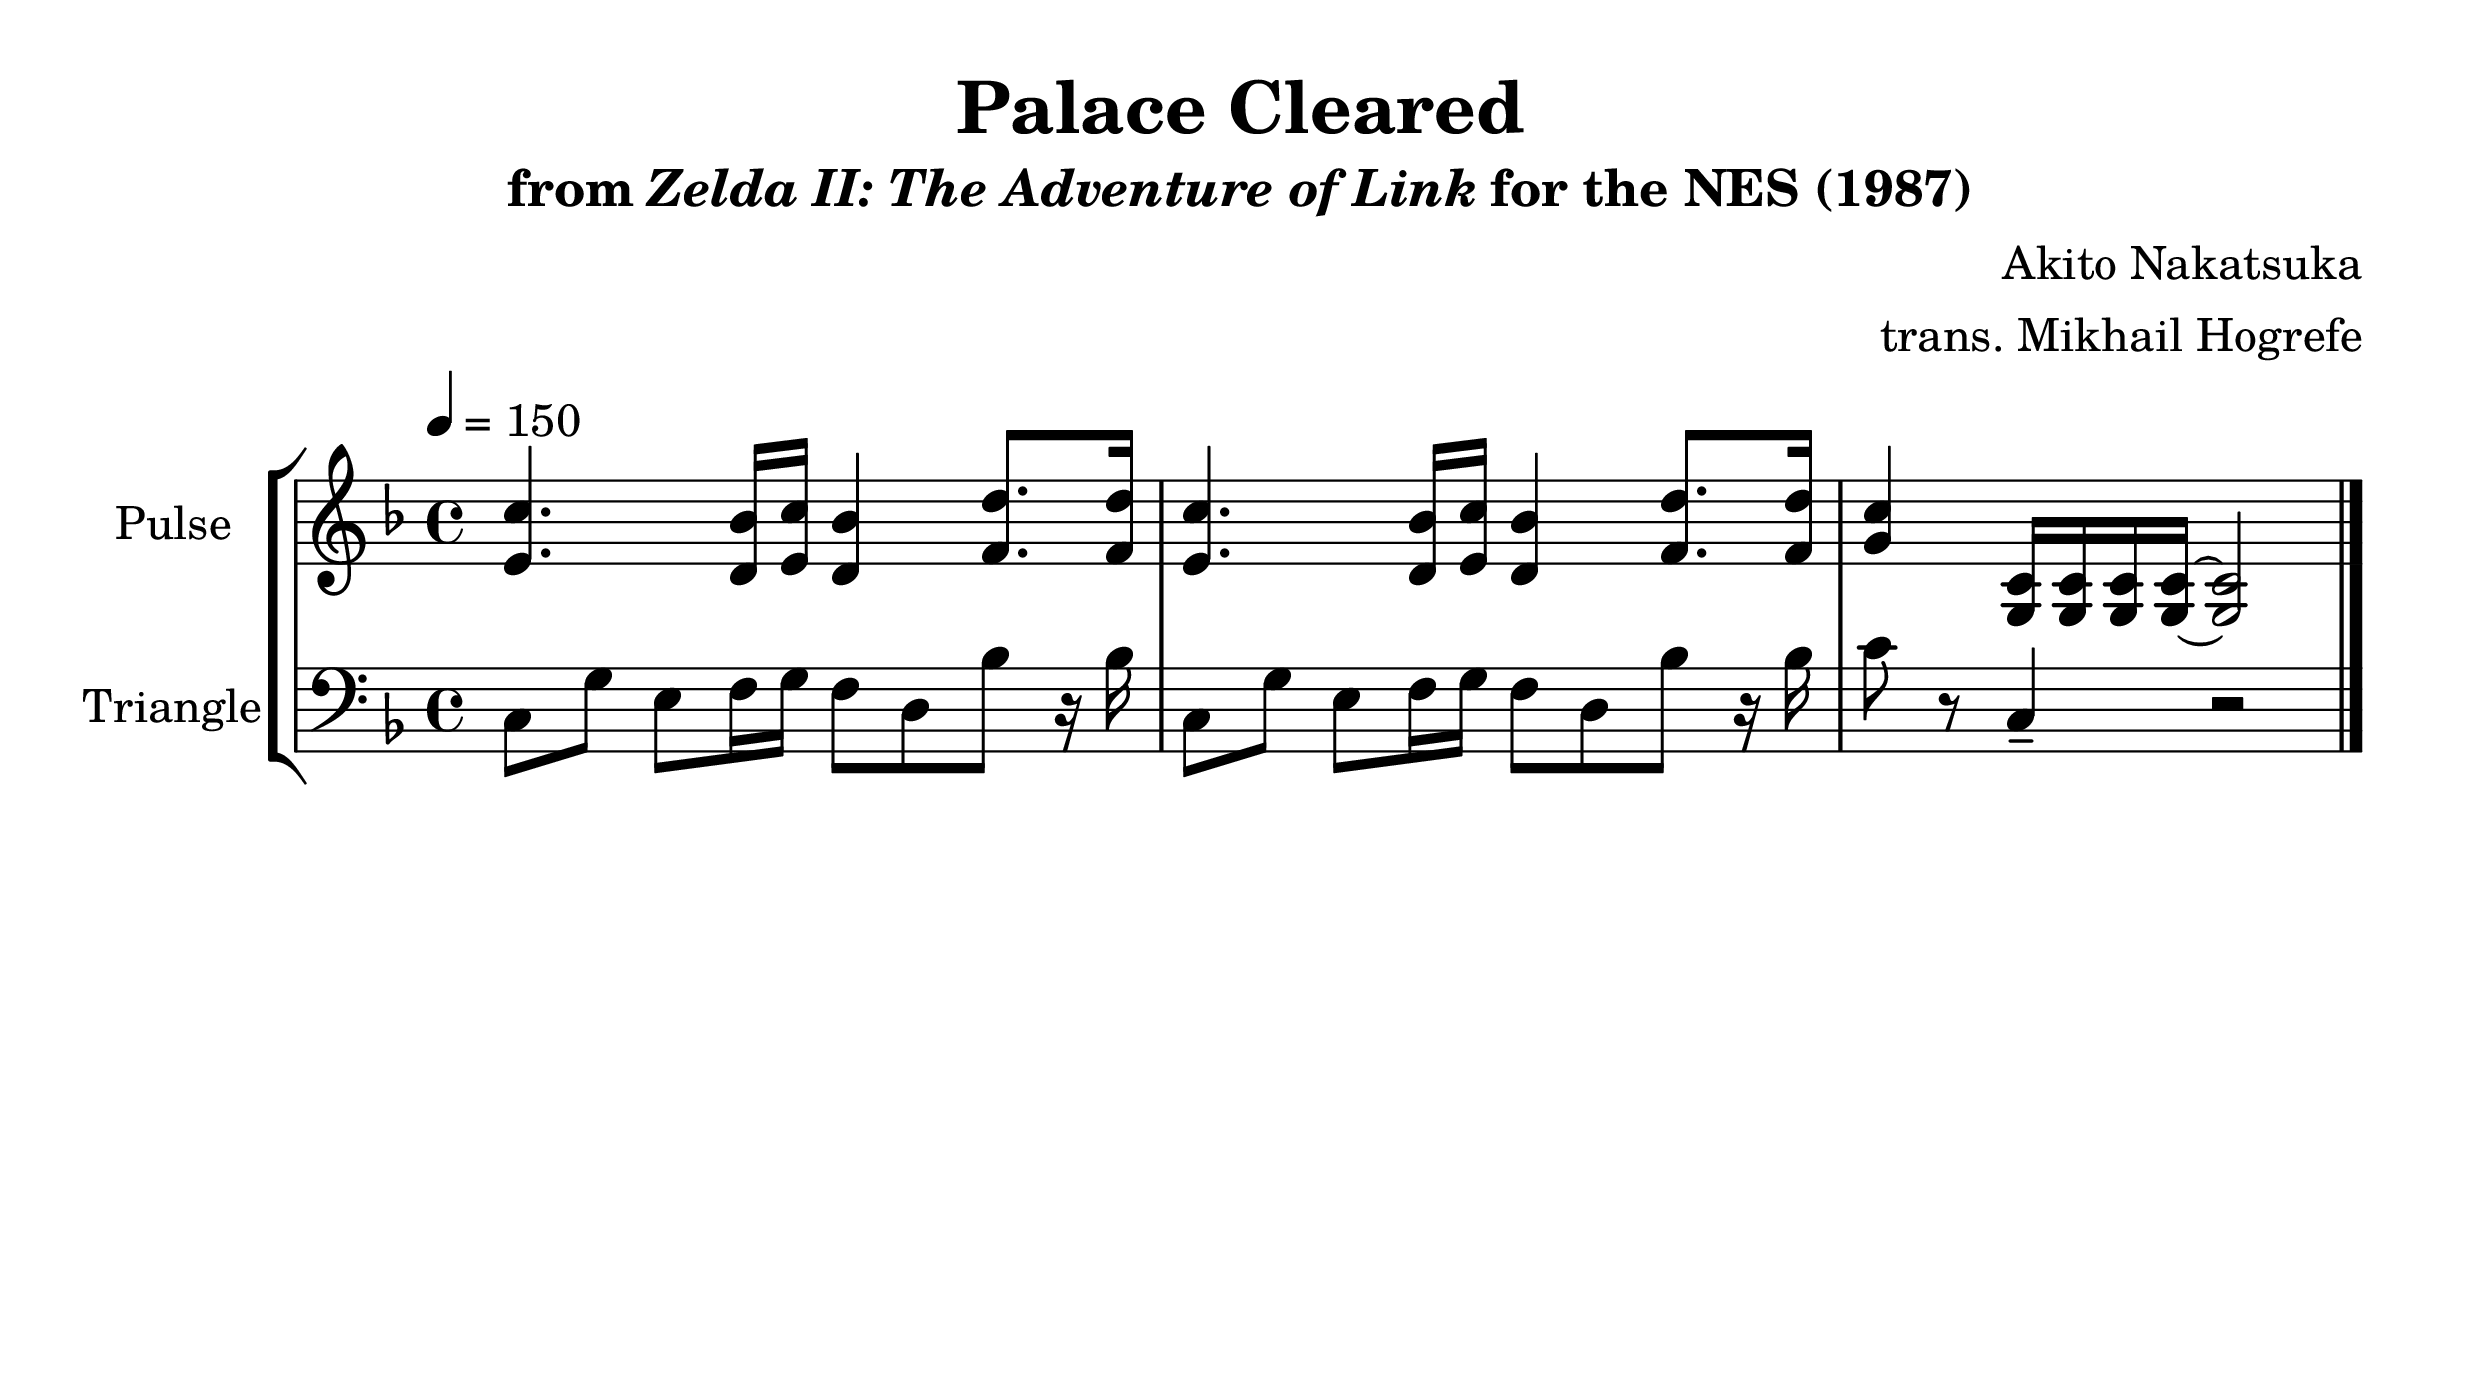 Palace Cleared
from Zelda II: The Adventure of Link for the NES (1987)
Akito Nakatsuka
trans. Mikhail Hogrefe
= 150
Pulse
Triangle